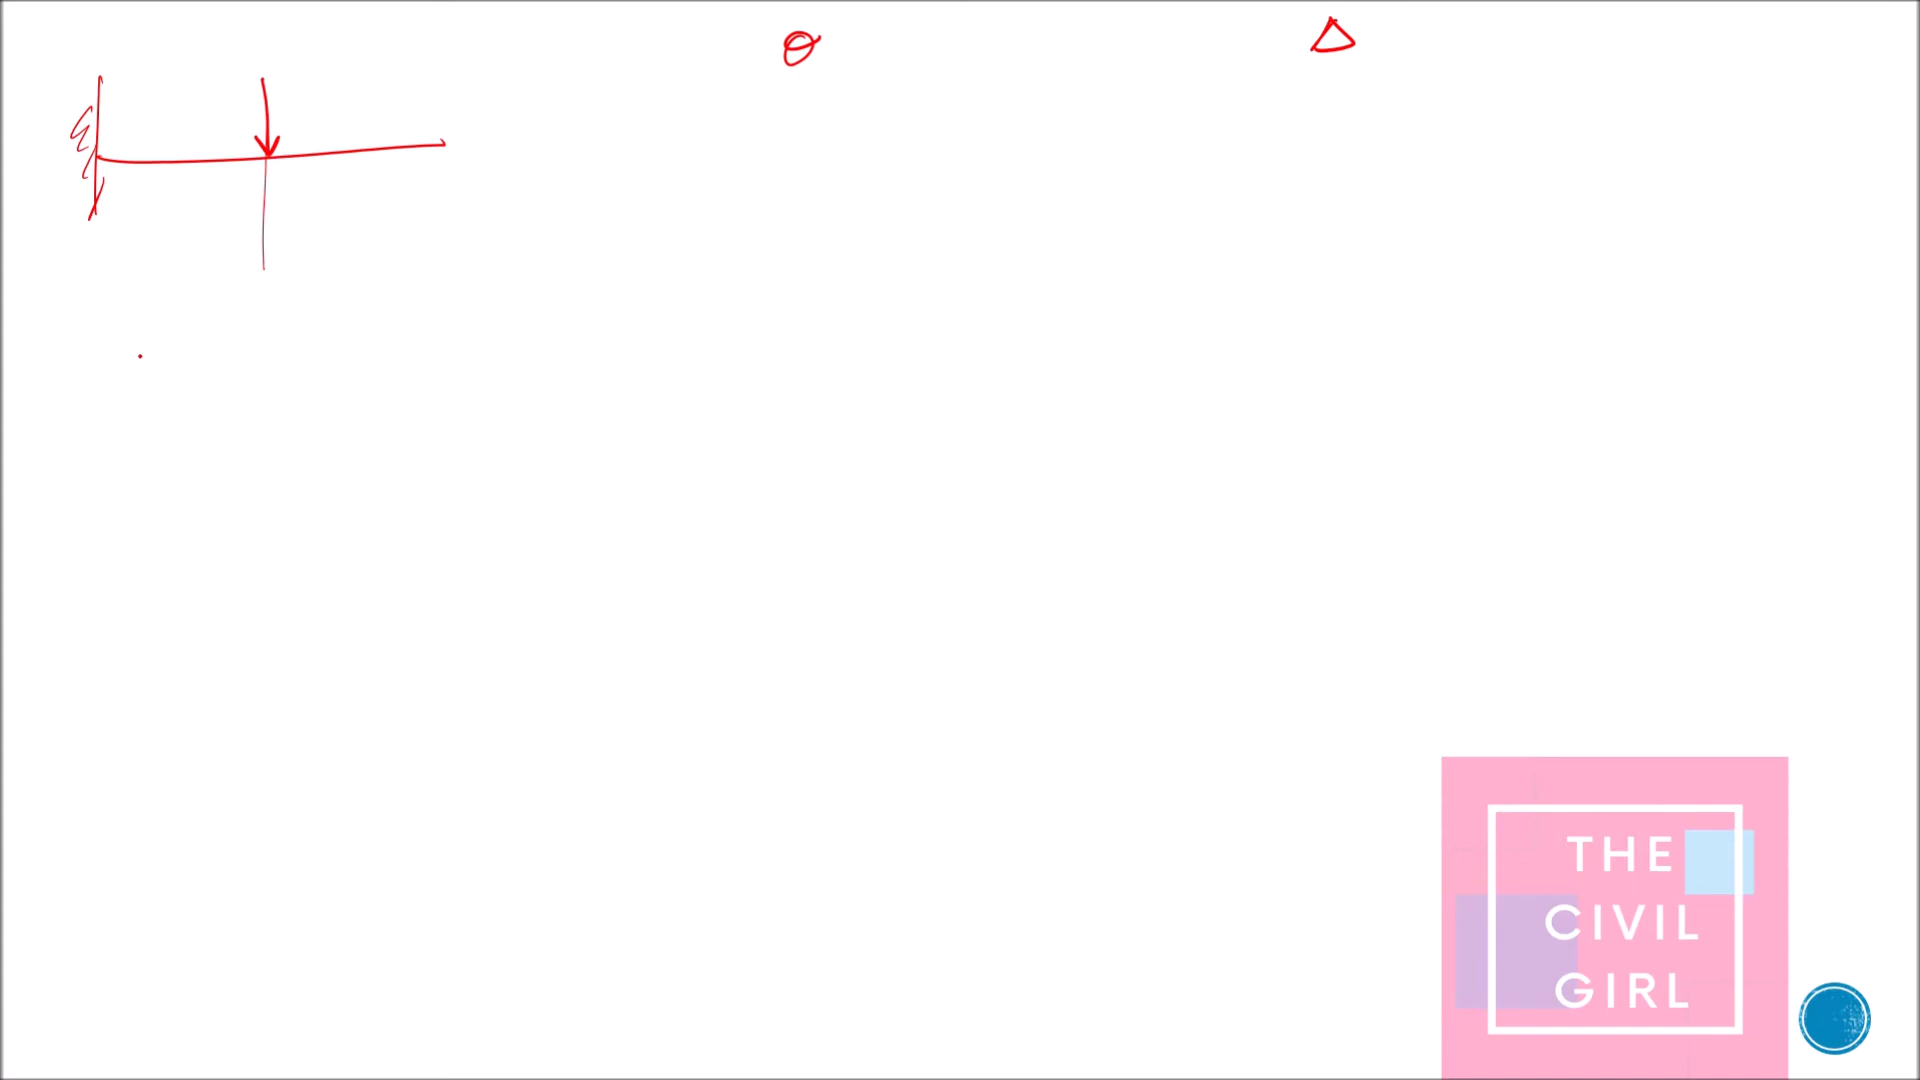 θ Δ
THE
CIVIL
GIRL